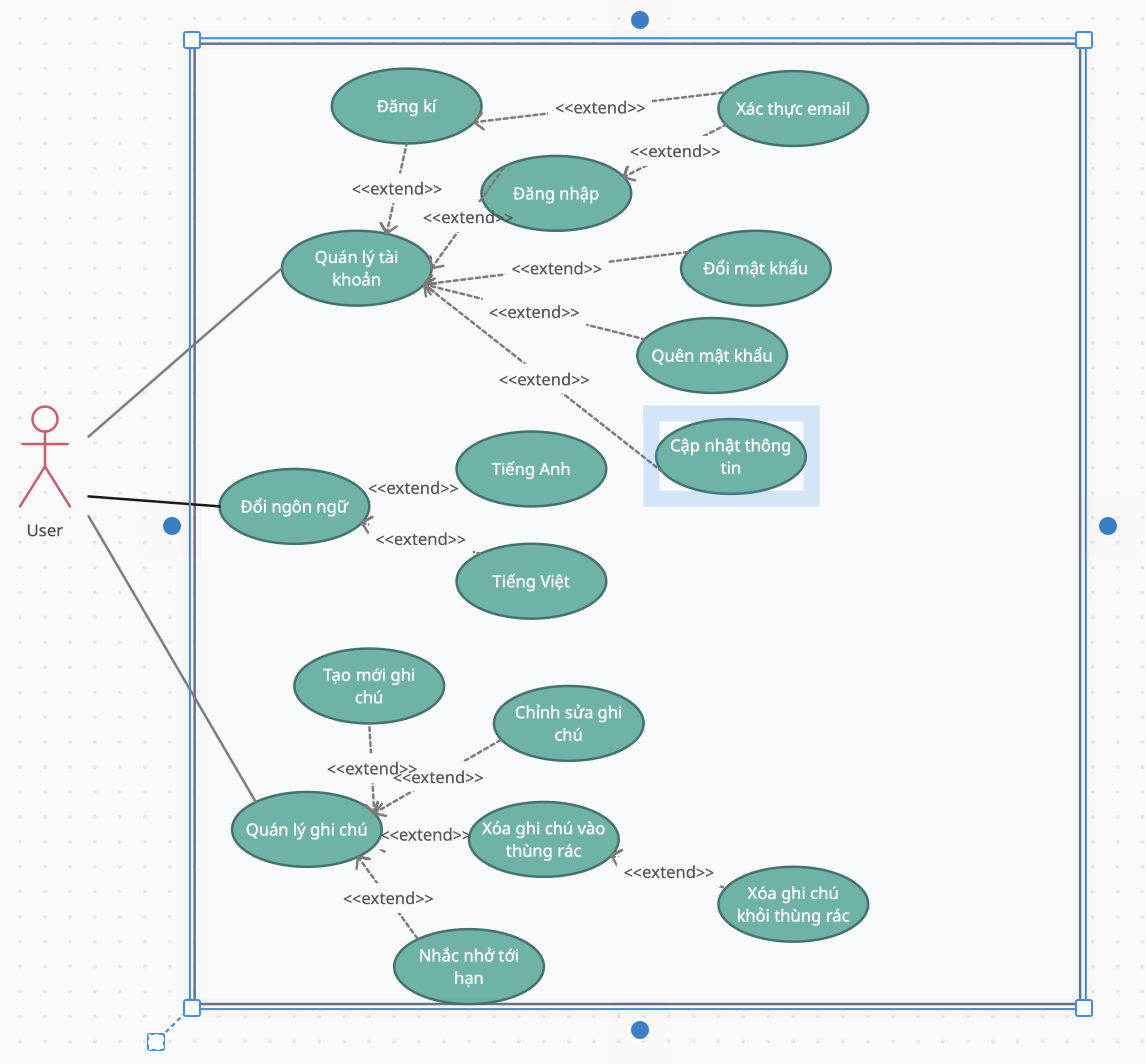 Đăng kí
<<extend>>
Xác thực email
<<extend>>
<<extend>>
Đăng nhập
<<extend>>
Quán lý tài
khoản
<<extend>>
Đổi mật khẩu
<<extend>>
Quên mật khẩu
<<extend>>
Cập nhật thông
tin
User
Đổi ngôn ngữ
<<extend>>
Tiếng Anh
<<extend>>
Tiếng Việt
Tạo mới ghi
chú
Chỉnh sửa ghi
chú
<<extend>>
<<extend>>
Quán lý ghi chú
<<extend>>
Xóa ghi chú vào
thùng rác
<<extend>>
Xóa ghi chú
khỏi thùng rác
<<extend>>
Nhắc nhở tới
hạn